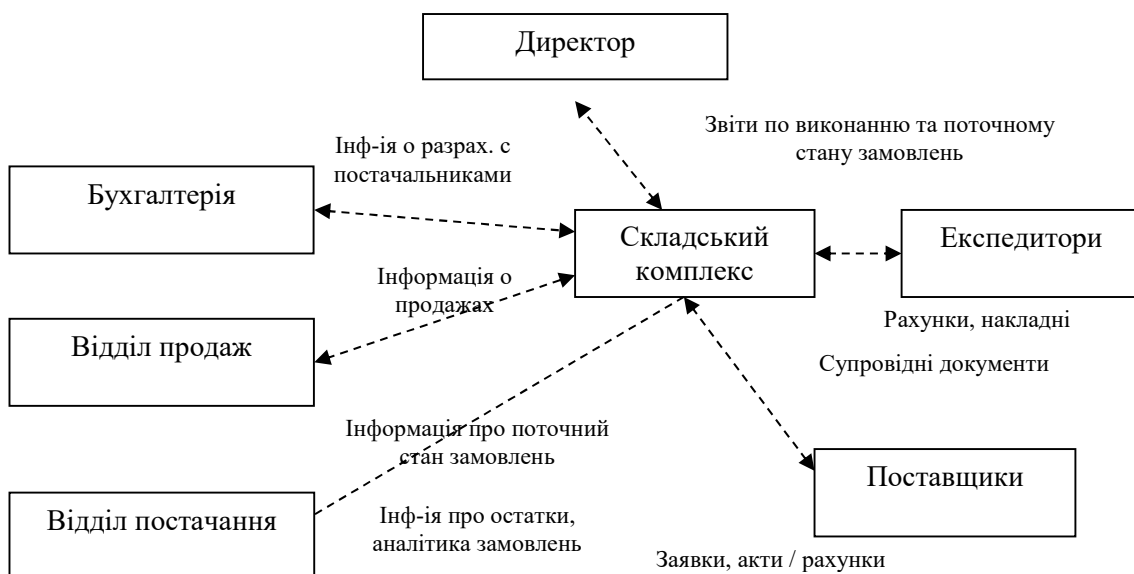 Директор
Звіти по виконанню та поточному
стану замовлень
Інф-ія о разрах. с
постачальниками
Бухгалтерія
Складський
комплекс
Експедитори
Інформація о
продажах
Рахунки, накладні
Відділ продаж
Супровідні документи
Інформація про поточний
стан замовлень
Поставщики
Відділ постачання
Інф-ія про остатки,
аналітика замовлень
Заявки, акти / рахунки